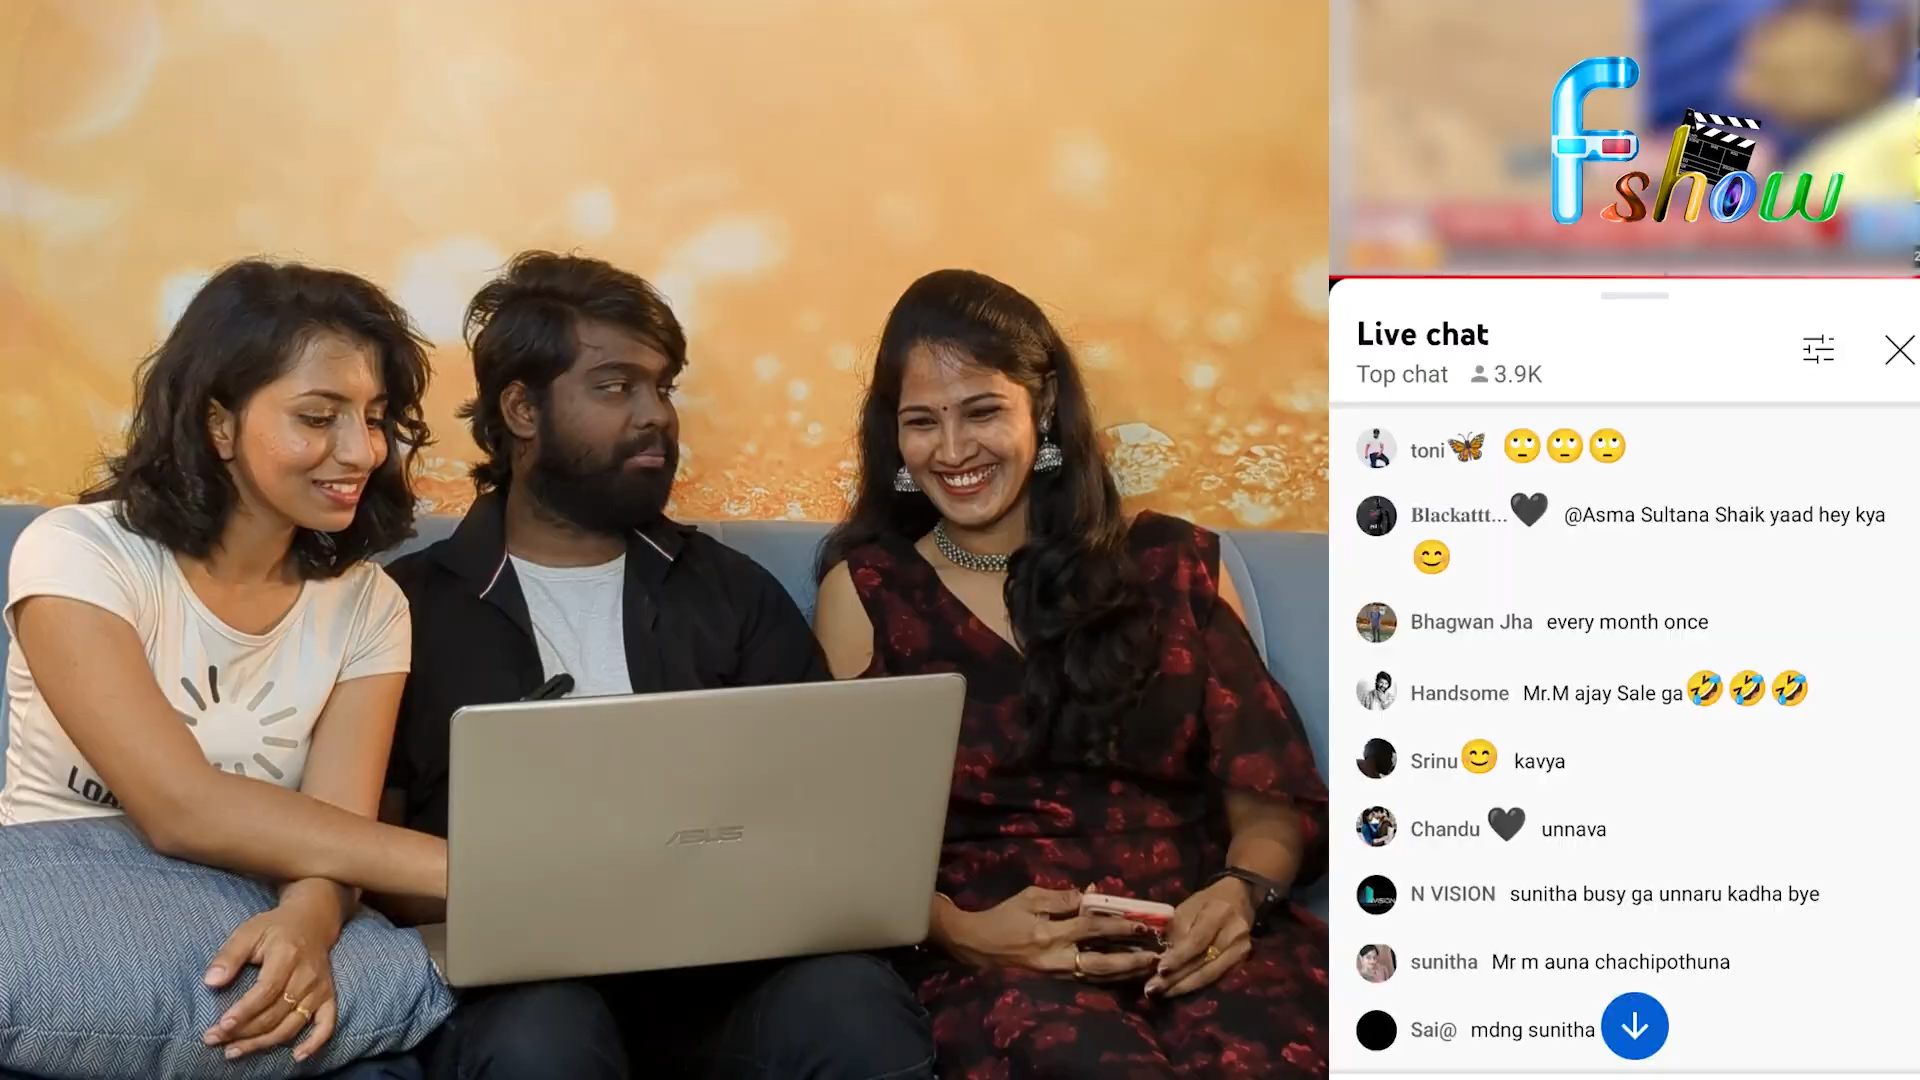 Fshow
Live chat
Top chat 3.9K
toni🦋 🙄🙄🙄
Blackattt...🖤 @Asma Sultana Shaik yaad hey kya
😊
Bhagwan Jha every month once
Handsome Mr.M ajay Sale ga🤣🤣🤣
Srinu😊 kavya
Chandu🖤 unnava
N VISION sunitha busy ga unnaru kadha bye
sunitha Mr m auna chachipothuna
Sai@ mdng sunitha
ASUS